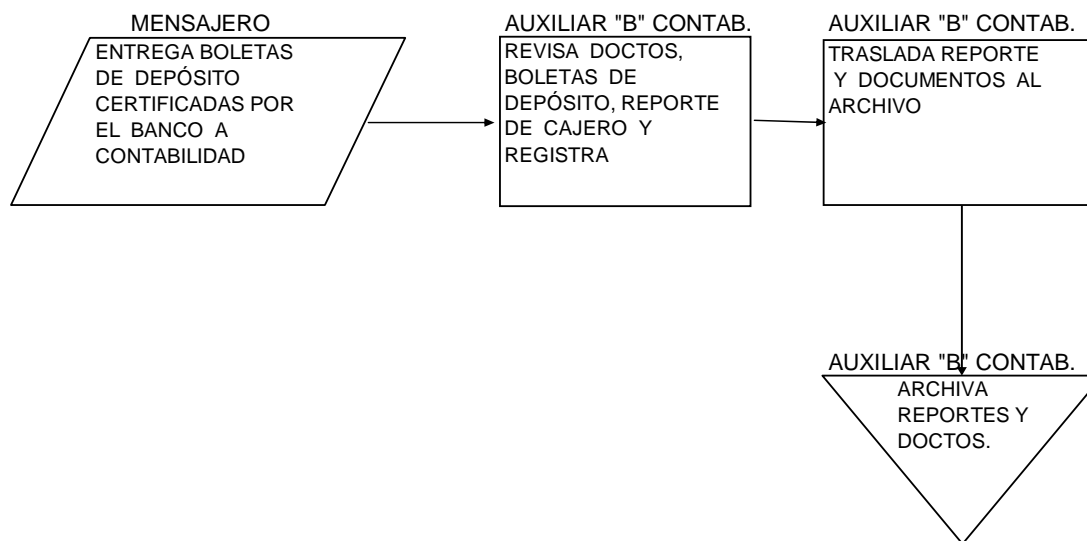 MENSAJERO
ENTREGA BOLETAS
DE DEPÓSITO
CERTIFICADAS POR
EL BANCO A
CONTABILIDAD
AUXILIAR "B" CONTAB.
REVISA DOCTOS,
BOLETAS DE
DEPÓSITO, REPORTE
DE CAJERO Y
REGISTRA
AUXILIAR "B" CONTAB.
TRASLADA REPORTE
Y DOCUMENTOS AL
ARCHIVO
AUXILIAR "B" CONTAB.
ARCHIVA
REPORTES Y
DOCTOS.